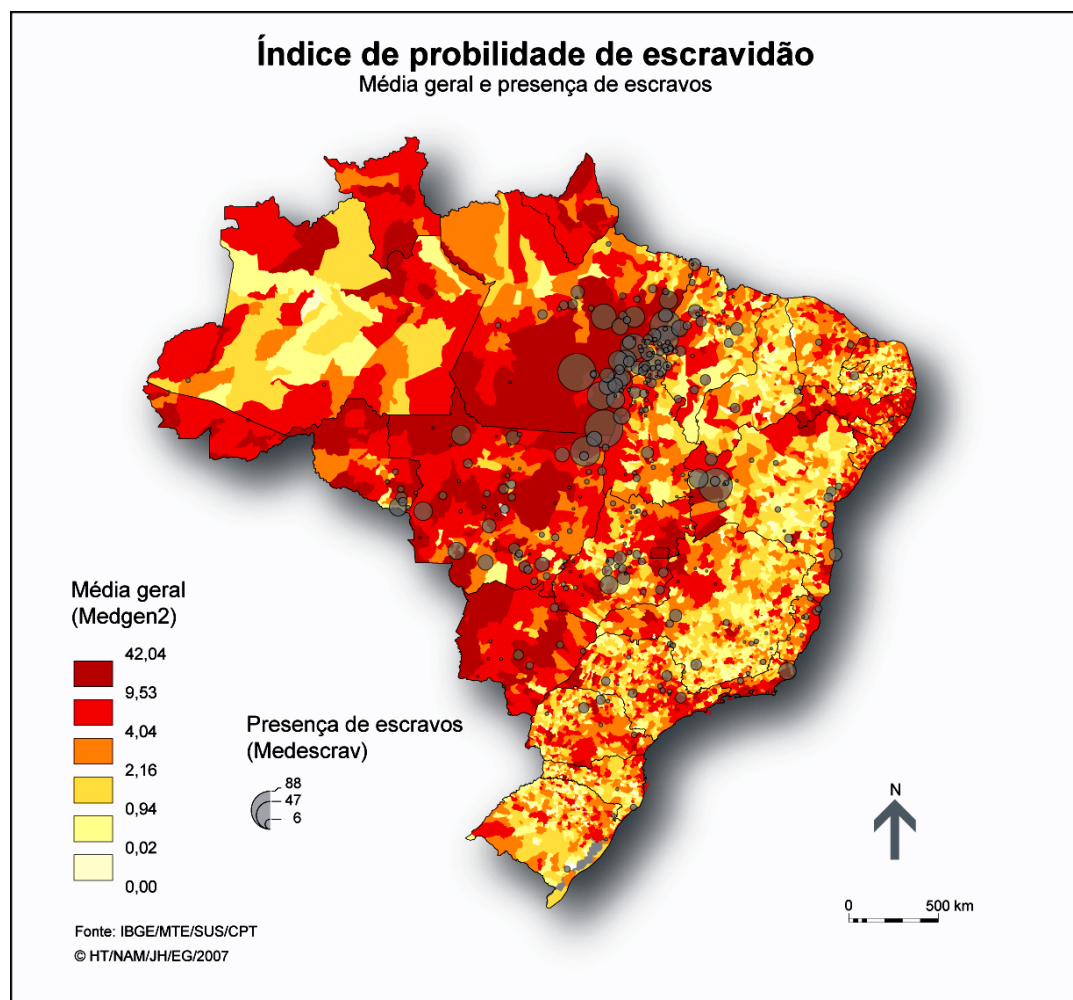 Índice de probilidade de escravidão
Média geral e presença de escravos
Média geral
(Medgen2)
42,04
9,53
4,04
2,16
0,94
0,02
0,00
Presença de escravos
(Medescrav)
88
47
6
N
0 500 km
Fonte: IBGE/MTE/SUS/CPT
© HT/NAM/JH/EG/2007